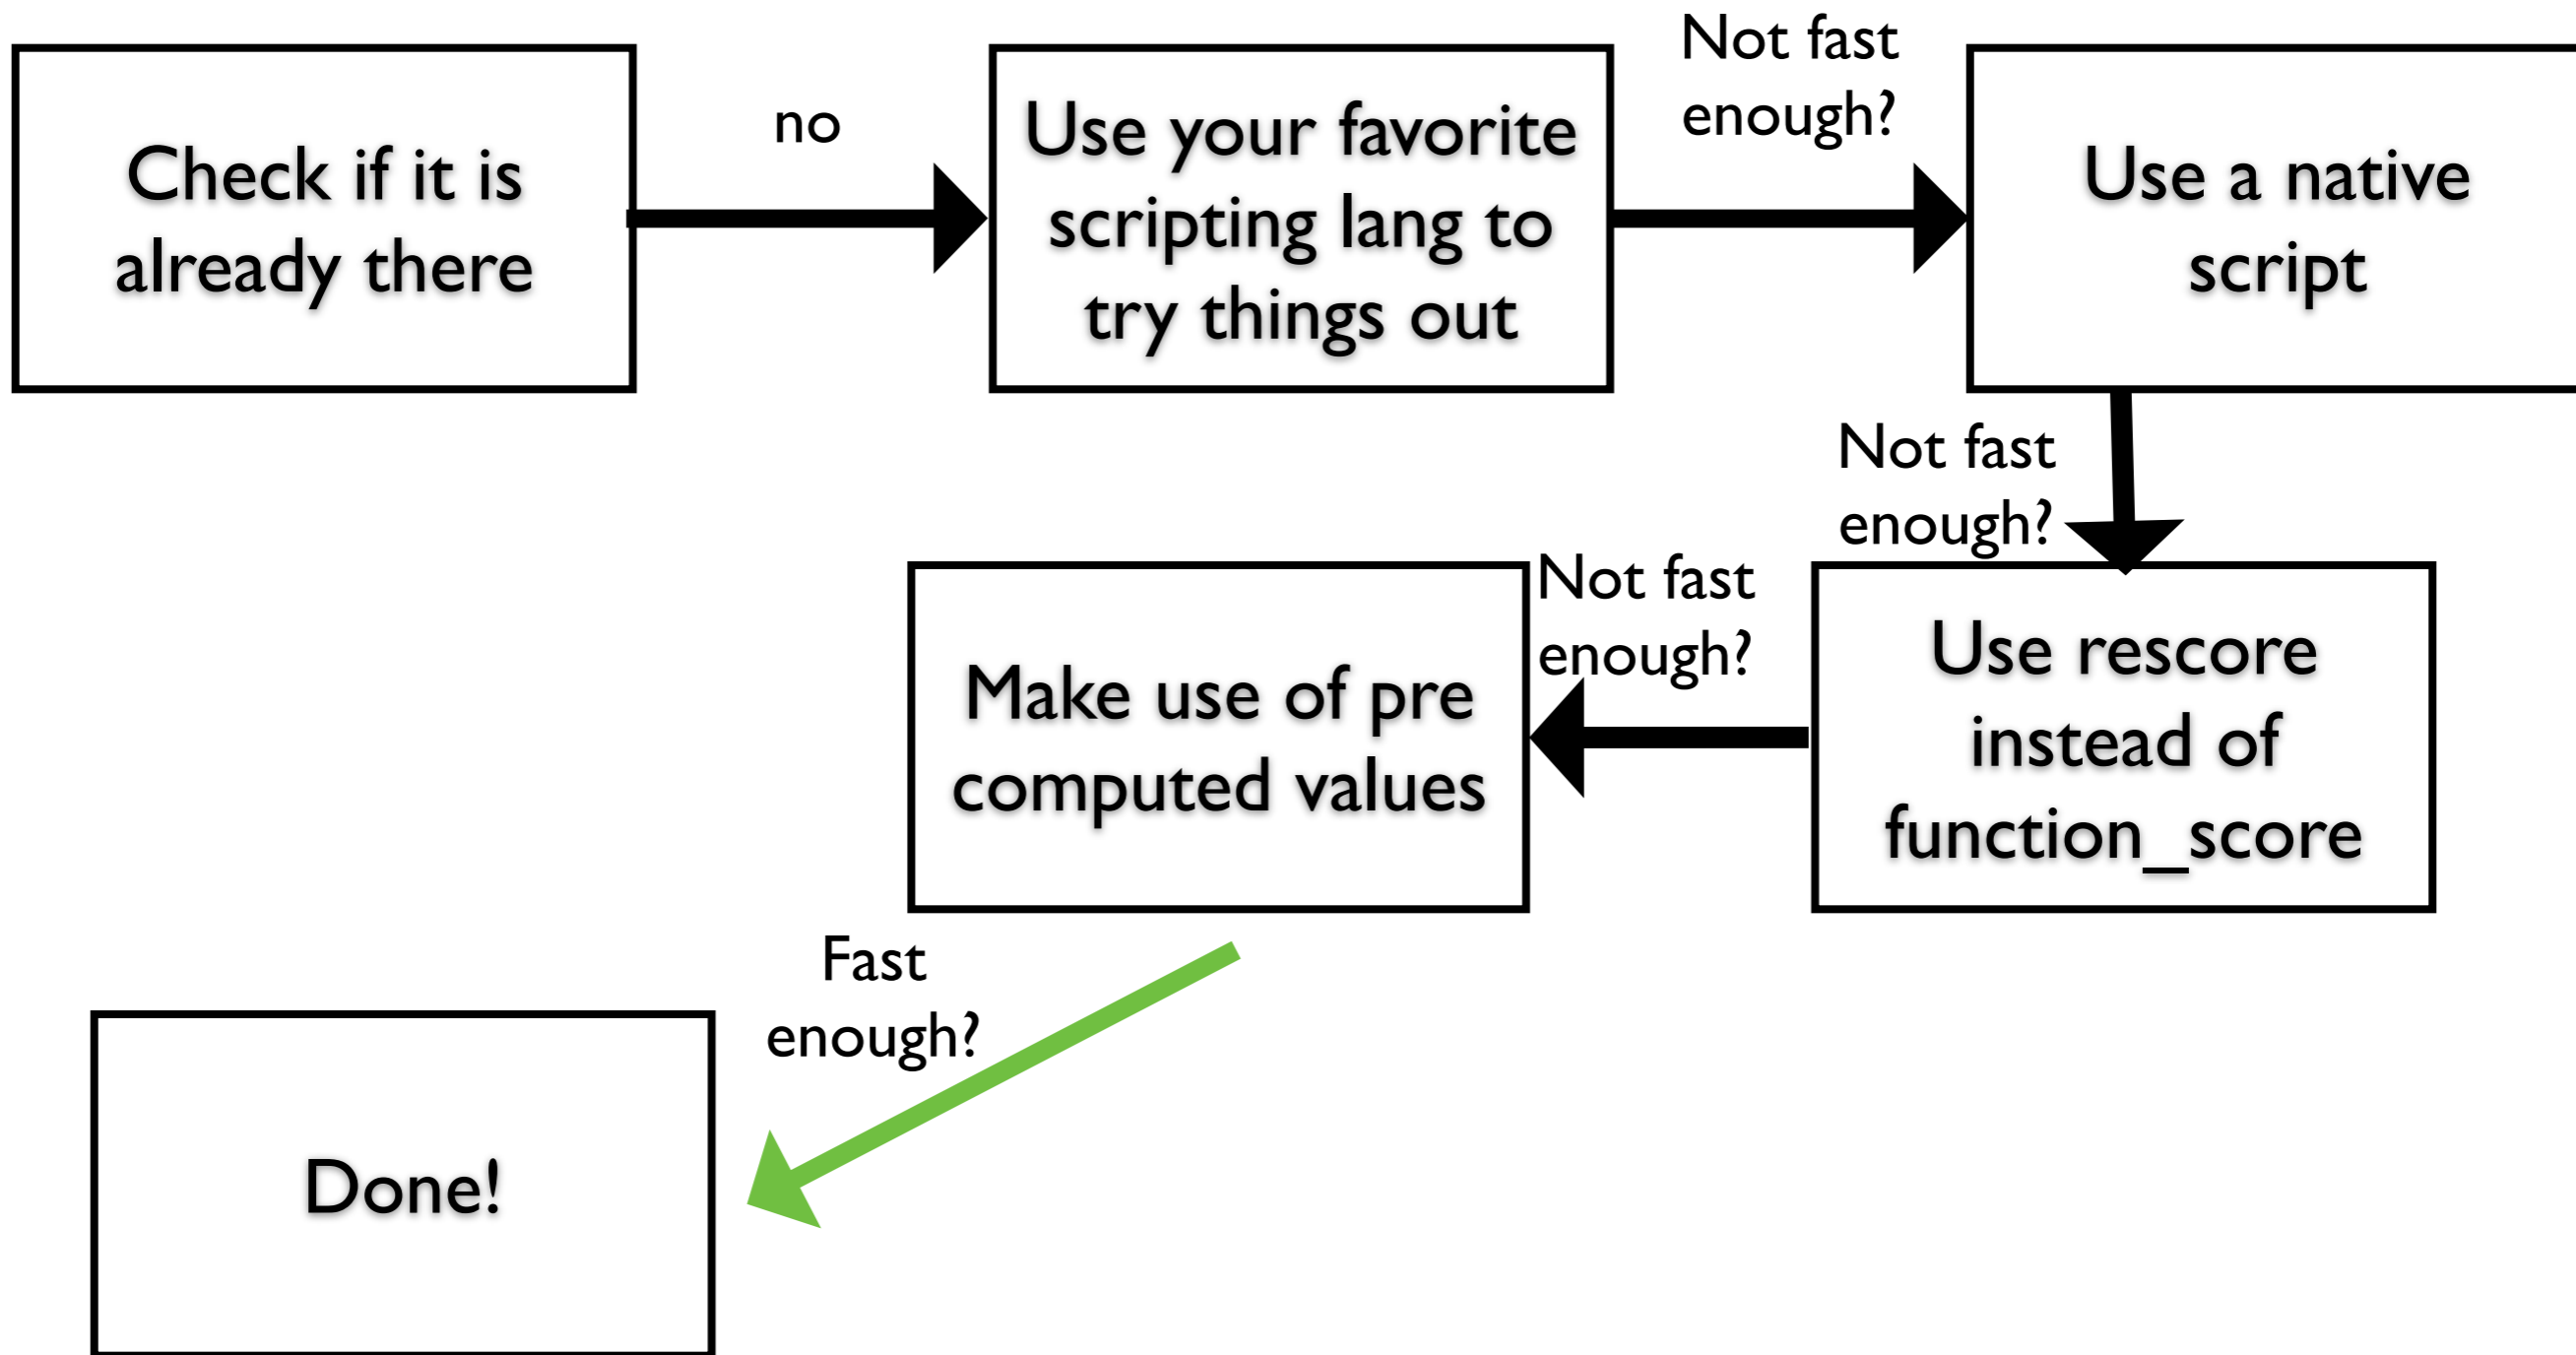 Check if it is
already there
no
Use your favorite
scripting lang to
try things out
Not fast
enough?
Use a native
script
Not fast
enough?
Use rescore
instead of
function_score
Not fast
enough?
Make use of pre
computed values
Fast
enough?
Done!